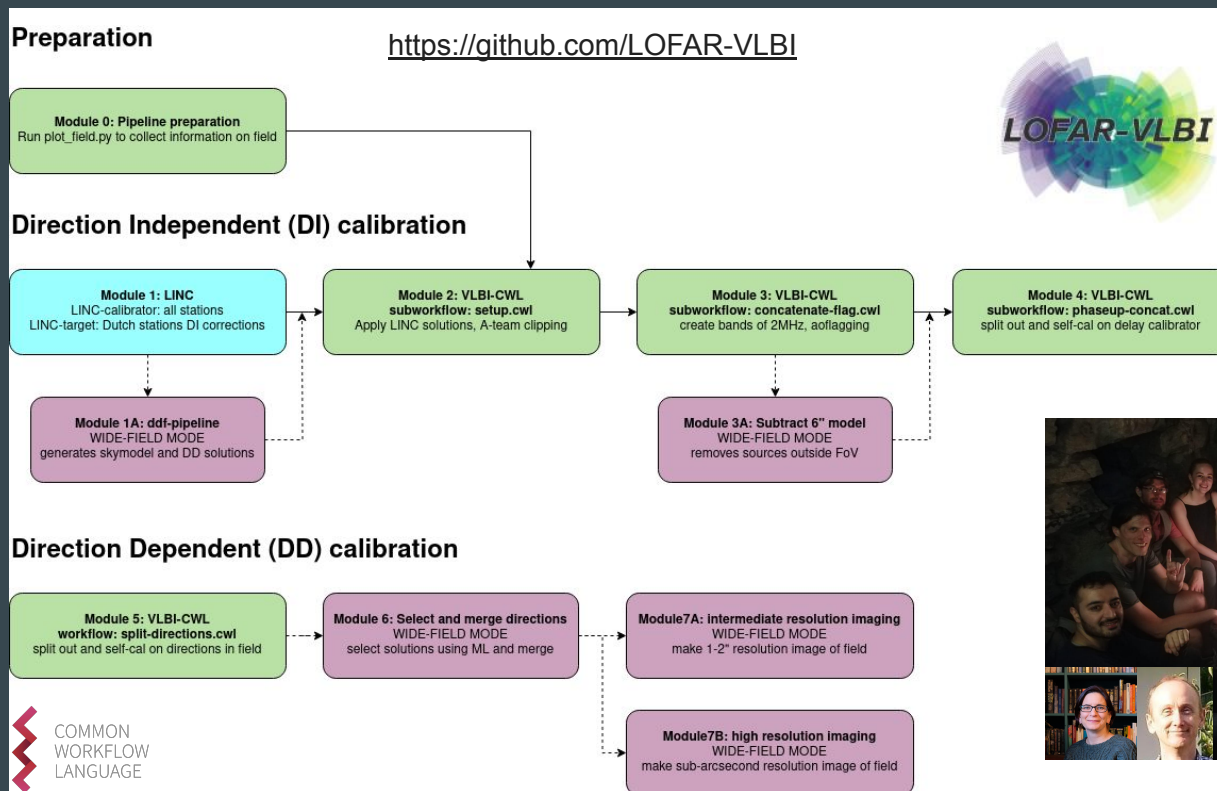 Preparation
https://github.com/LOFAR-VLBI
LOFAR-VLBI
Module 0: Pipeline preparation
Run plot_field.py to collect information on field
Direction Independent (DI) calibration
Module 1: LINC
LINC-calibrator: all stations
LINC-target: Dutch stations DI corrections
Module 2: VLBI-CWL
subworkflow: setup.cwl
Apply LINC solutions, A-team clipping
Module 3: VLBI-CWL
subworkflow: concatenate-flag.cwl
create bands of 2MHz, aoflagging
Module 4: VLBI-CWL
subworkflow: phaseup-concat.cwl
split out and self-cal on delay calibrator
Module 1A: ddf-pipeline
WIDE-FIELD MODE
generates skymodel and DD solutions
Module 3A: Subtract 6" model
WIDE-FIELD MODE
removes sources outside FoV
Direction Dependent (DD) calibration
Module 5: VLBI-CWL
workflow: split-directions.cwl
split out and self-cal on directions in field
Module 6: Select and merge directions
WIDE-FIELD MODE
select solutions using ML and merge
Module7A: intermediate resolution imaging
WIDE-FIELD MODE
make 1-2" resolution image of field
Module7B: high resolution imaging
WIDE-FIELD MODE
make sub-arcsecond resolution image of field
COMMON
WORKFLOW
LANGUAGE